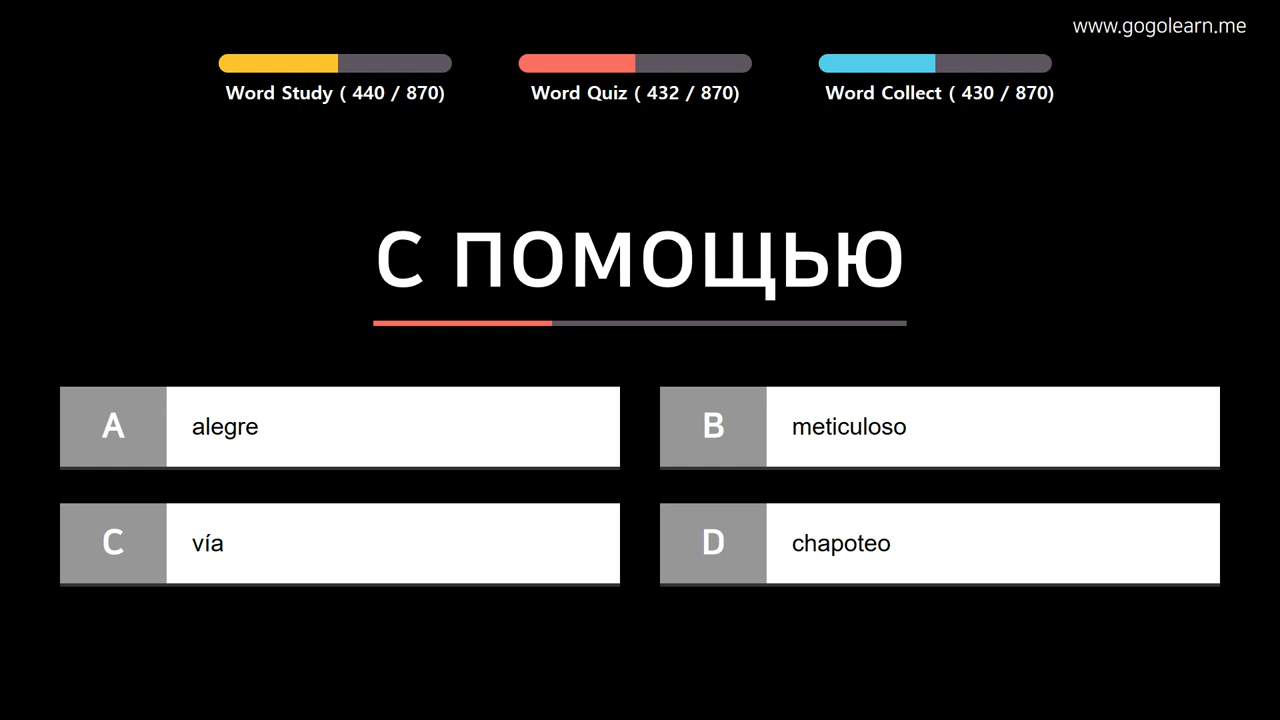 www.gogolearn.me
Word Study ( 440 / 870)
Word Quiz ( 432 / 870)
Word Collect ( 430 / 870)
С ПОМОЩЬЮ
A
alegre
B
meticuloso
C
vía
D
chapoteo